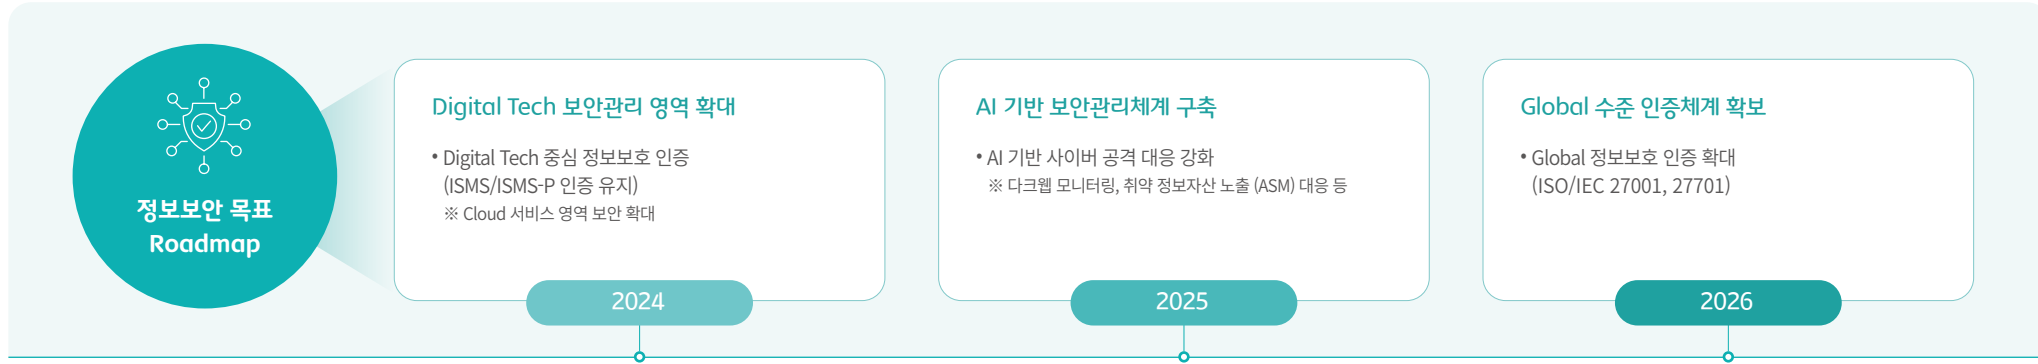 정보보안 목표
Roadmap
Digital Tech 보안관리 영역 확대
• Digital Tech 중심 정보보호 인증
(ISMS/ISMS-P 인증 유지)
※ Cloud 서비스 영역 보안 확대
2024
AI 기반 보안관리체계 구축
• AI 기반 사이버 공격 대응 강화
※ 다크웹 모니터링, 취약 정보자산 노출 (ASM) 대응 등
2025
Global 수준 인증체계 확보
• Global 정보보호 인증 확대
(ISO/IEC 27001, 27701)
2026